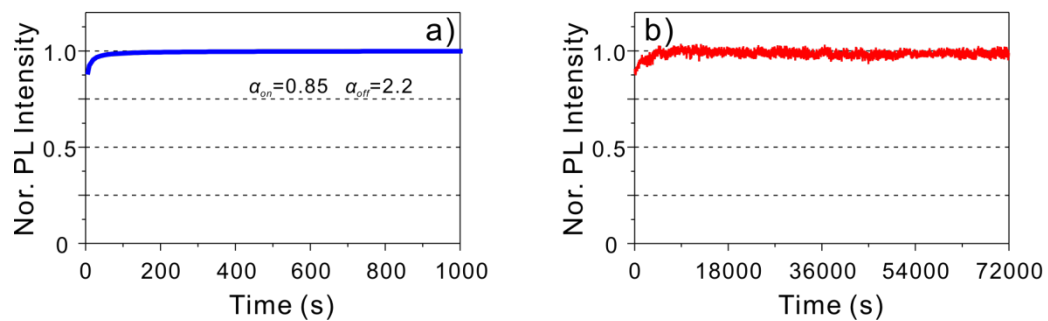 a)
Nor. PL Intensity
1.0
0.5
0
αon=0.85 αoff=2.2
0 200 400 600 800 1000
Time (s)
b)
Nor. PL Intensity
1.0
0.5
0
0 18000 36000 54000 72000
Time (s)